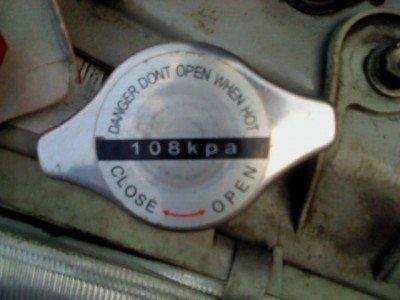 DANGER DONT OPEN WHEN HOT
108kpa
CLOSE OPEN